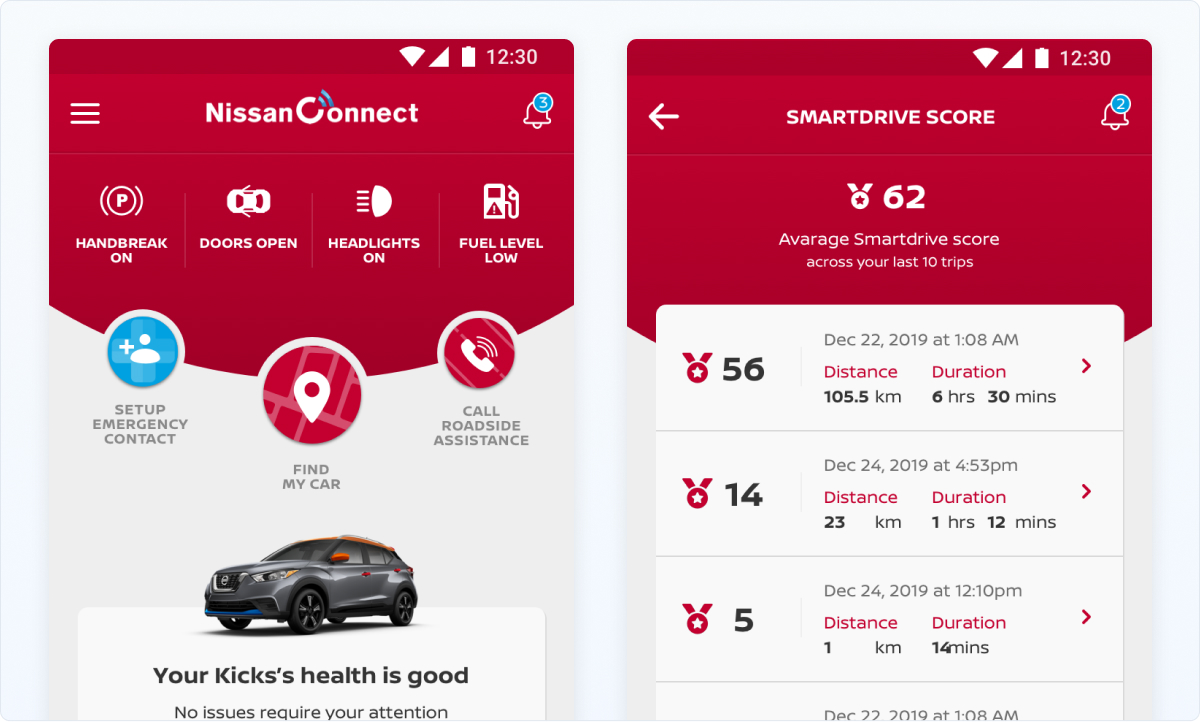 12:30
NissanConnect
3
P
HANDBREAK
ON
DOORS OPEN
HEADLIGHTS
ON
FUEL LEVEL
LOW
SETUP
EMERGENCY
CONTACT
FIND
MY CAR
CALL
ROADSIDE
ASSISTANCE
Your Kicks’s health is good
No issues require your attention
12:30
SMARTDRIVE SCORE
2
62
Avarage Smartdrive score
across your last 10 trips
56
Dec 22, 2019 at 1:08 AM
Distance Duration
105.5 km 6 hrs 30 mins
14
Dec 24, 2019 at 4:53pm
Distance Duration
23 km 1 hrs 12 mins
5
Dec 24, 2019 at 12:10pm
Distance Duration
1 km 14mins
Dec 22, 2019 at 1:08 AM